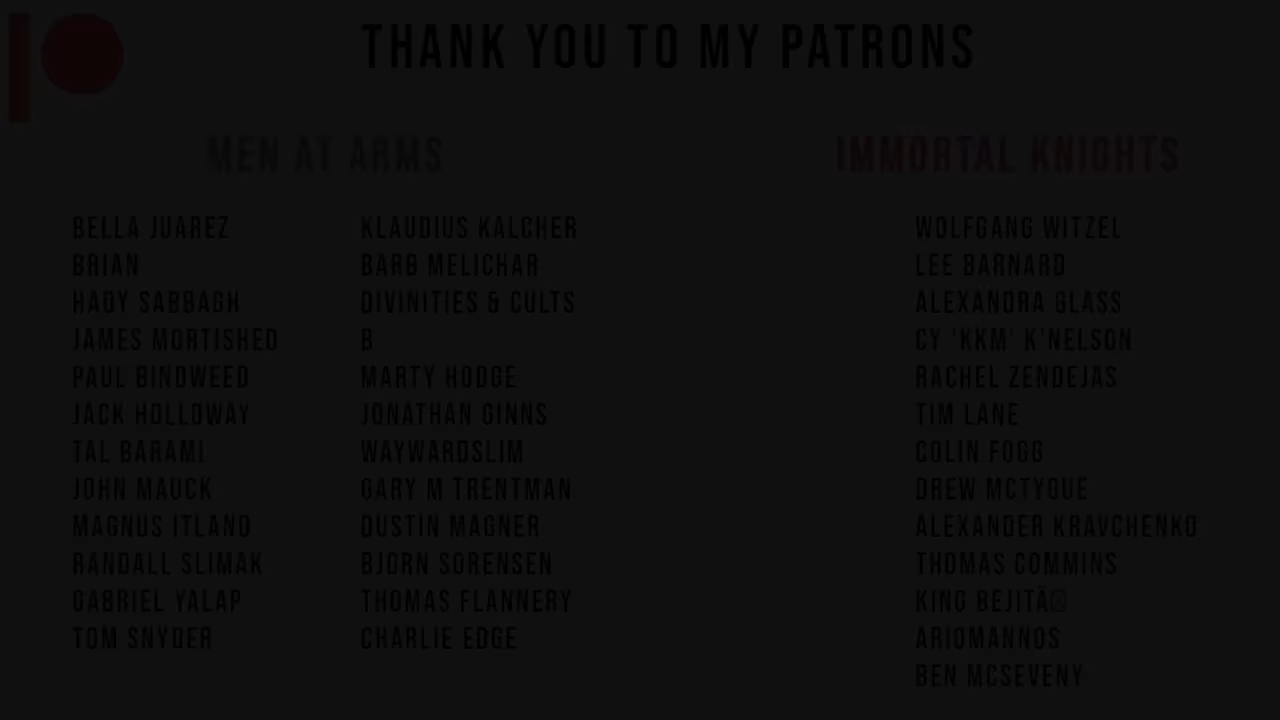 THANK YOU TO MY PATRONS
MEN AT ARMS
BELLA JUAREZ
BRIAN
HADY SABBAGH
JAMES MORTISHED
PAUL BINDWEED
JACK HOLLOWAY
TAL BARAMI
JOHN MAUCK
MAGNUS ITLAND
RANDALL SLIMAK
GABRIEL YALAP
TOM SNYDER
KLAUDIUS KALCHER
BARB MELICHAR
DIVINITIES & CULTS
B
MARTY HODGE
JONATHAN GINNS
WAYWARDSLIM
GARY M TRENTMAN
DUSTIN MAGNER
BJORN SORENSEN
THOMAS FLANNERY
CHARLIE EDGE
IMMORTAL KNIGHTS
WOLFGANG WITZEL
LEE BARNARD
ALEXANDRA GLASS
CY 'KKM' K'NELSON
RACHEL ZENDEJAS
TIM LANE
COLIN FOGG
DREW MCTYGUE
ALEXANDER KRAVCHENKO
THOMAS COMMINS
KING BEJITÃ
ARIOMANNOS
BEN MCSEVENY